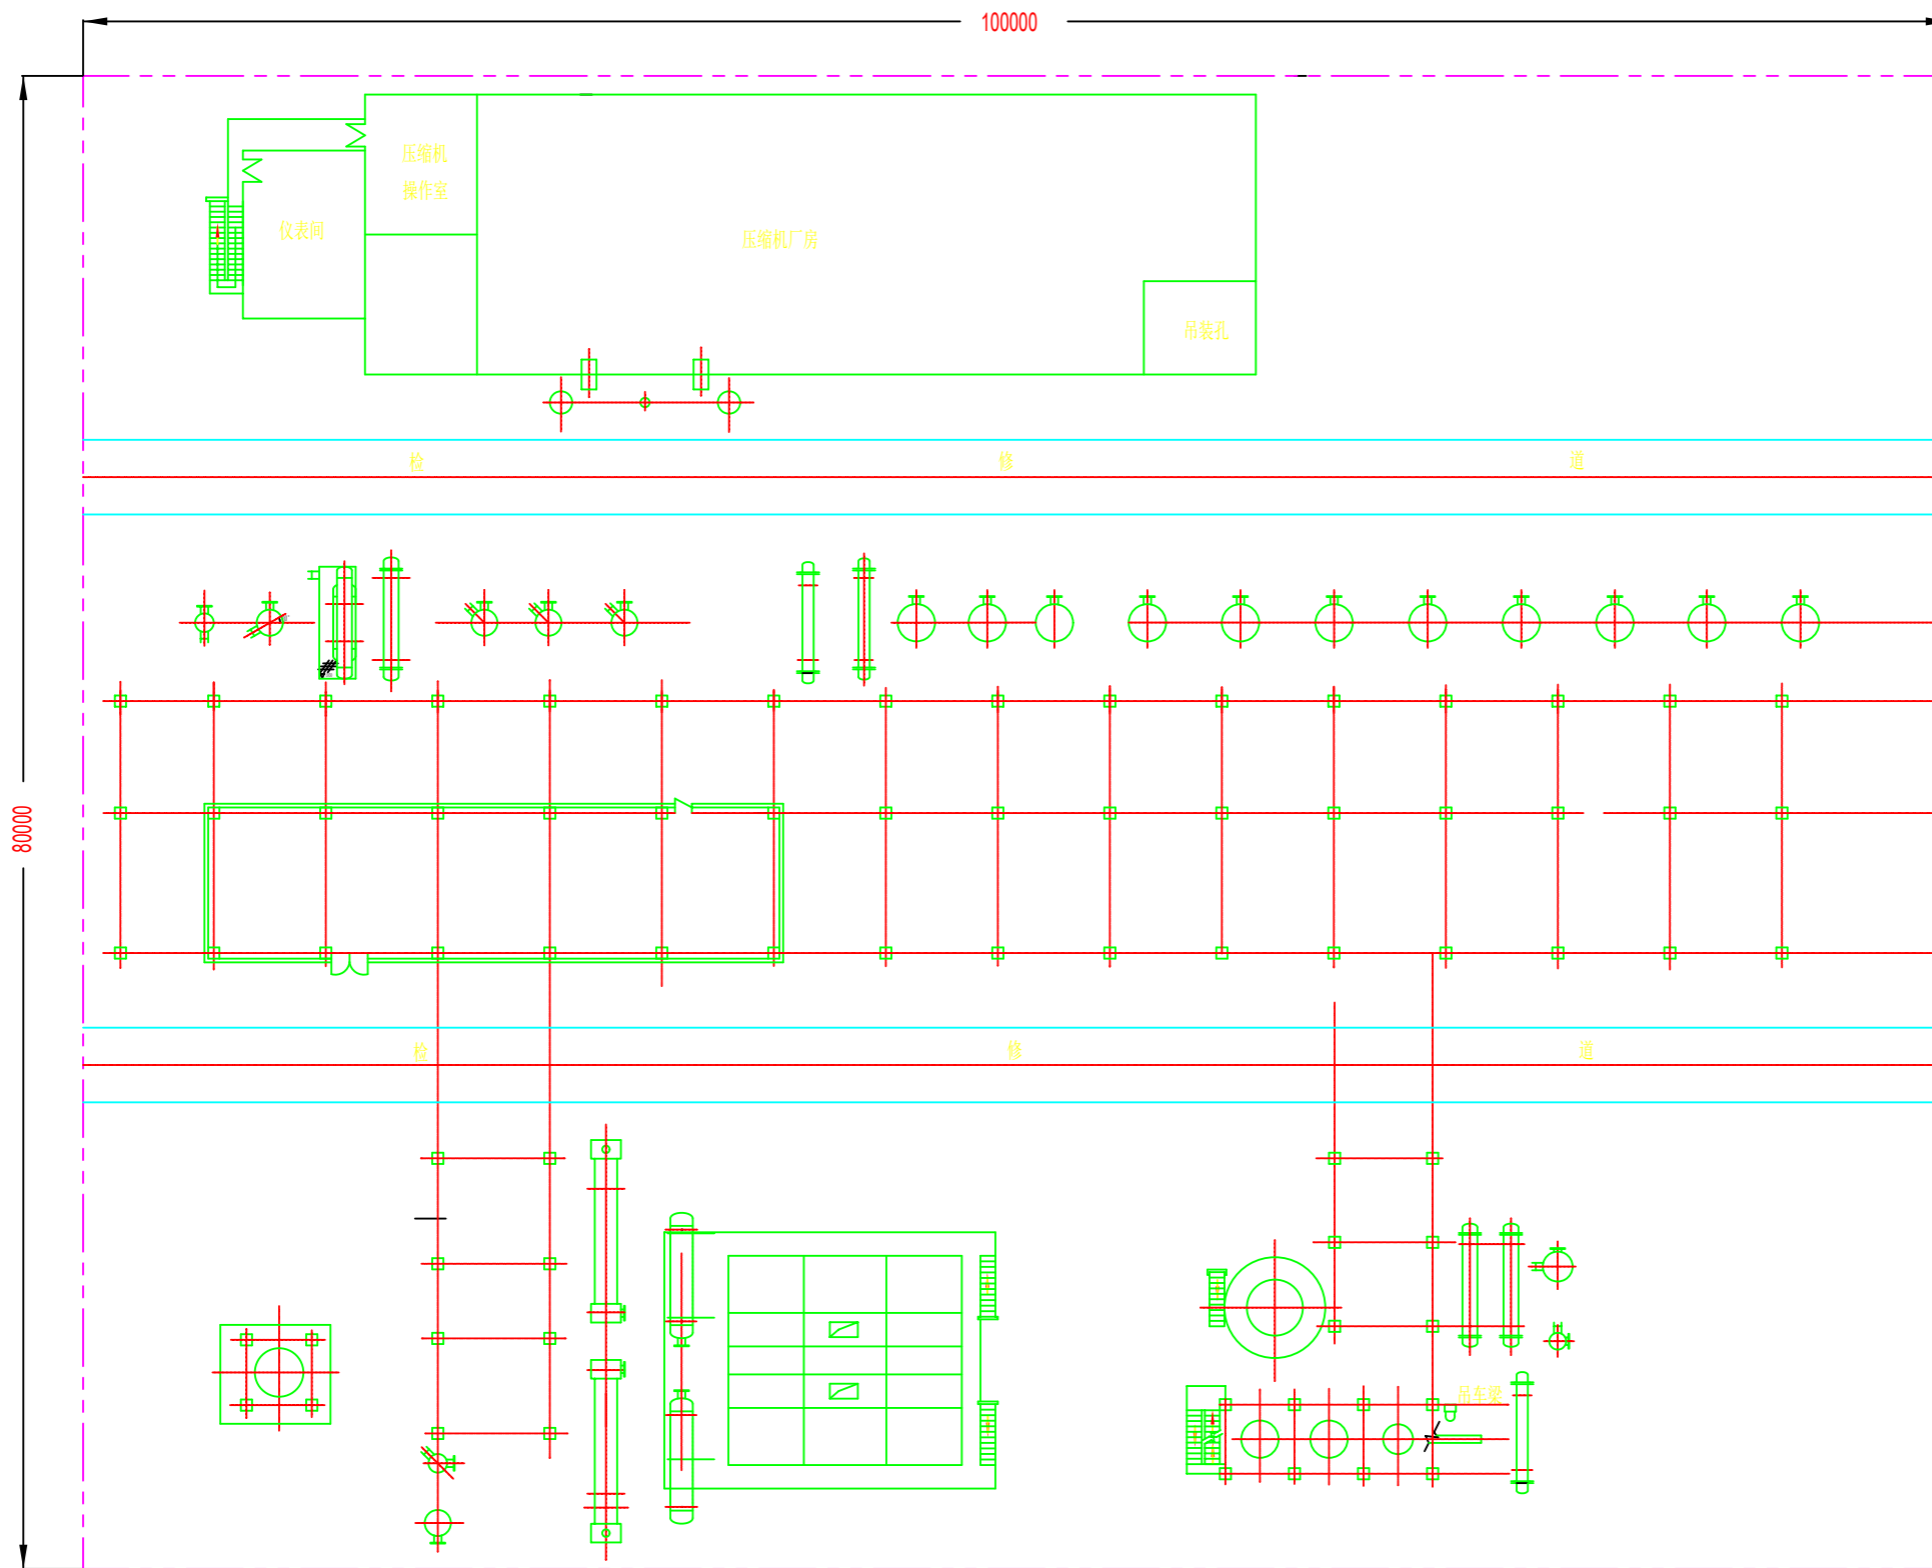 100000
80000
压缩机
操作室
仪表间
压缩机厂房
吊装孔
检 修 道
检 修 道
吊车梁